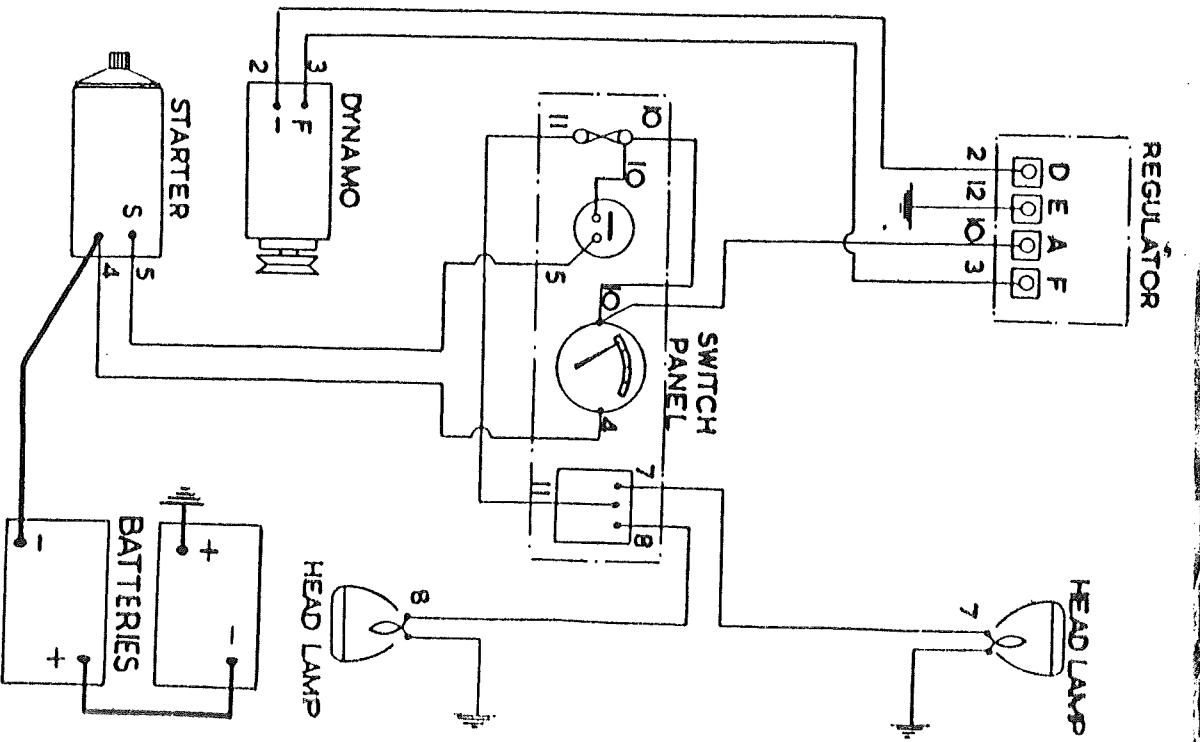 REGULATOR
HEAD LAMP
D E A F
2 12 10 3
7
SWITCH
PANEL
10
10
10
7
8
4
11
5
11
DYNAMO
8
3
F
2
-
HEAD LAMP
STARTER
S
5
4
+
-
BATTERIES
-
+